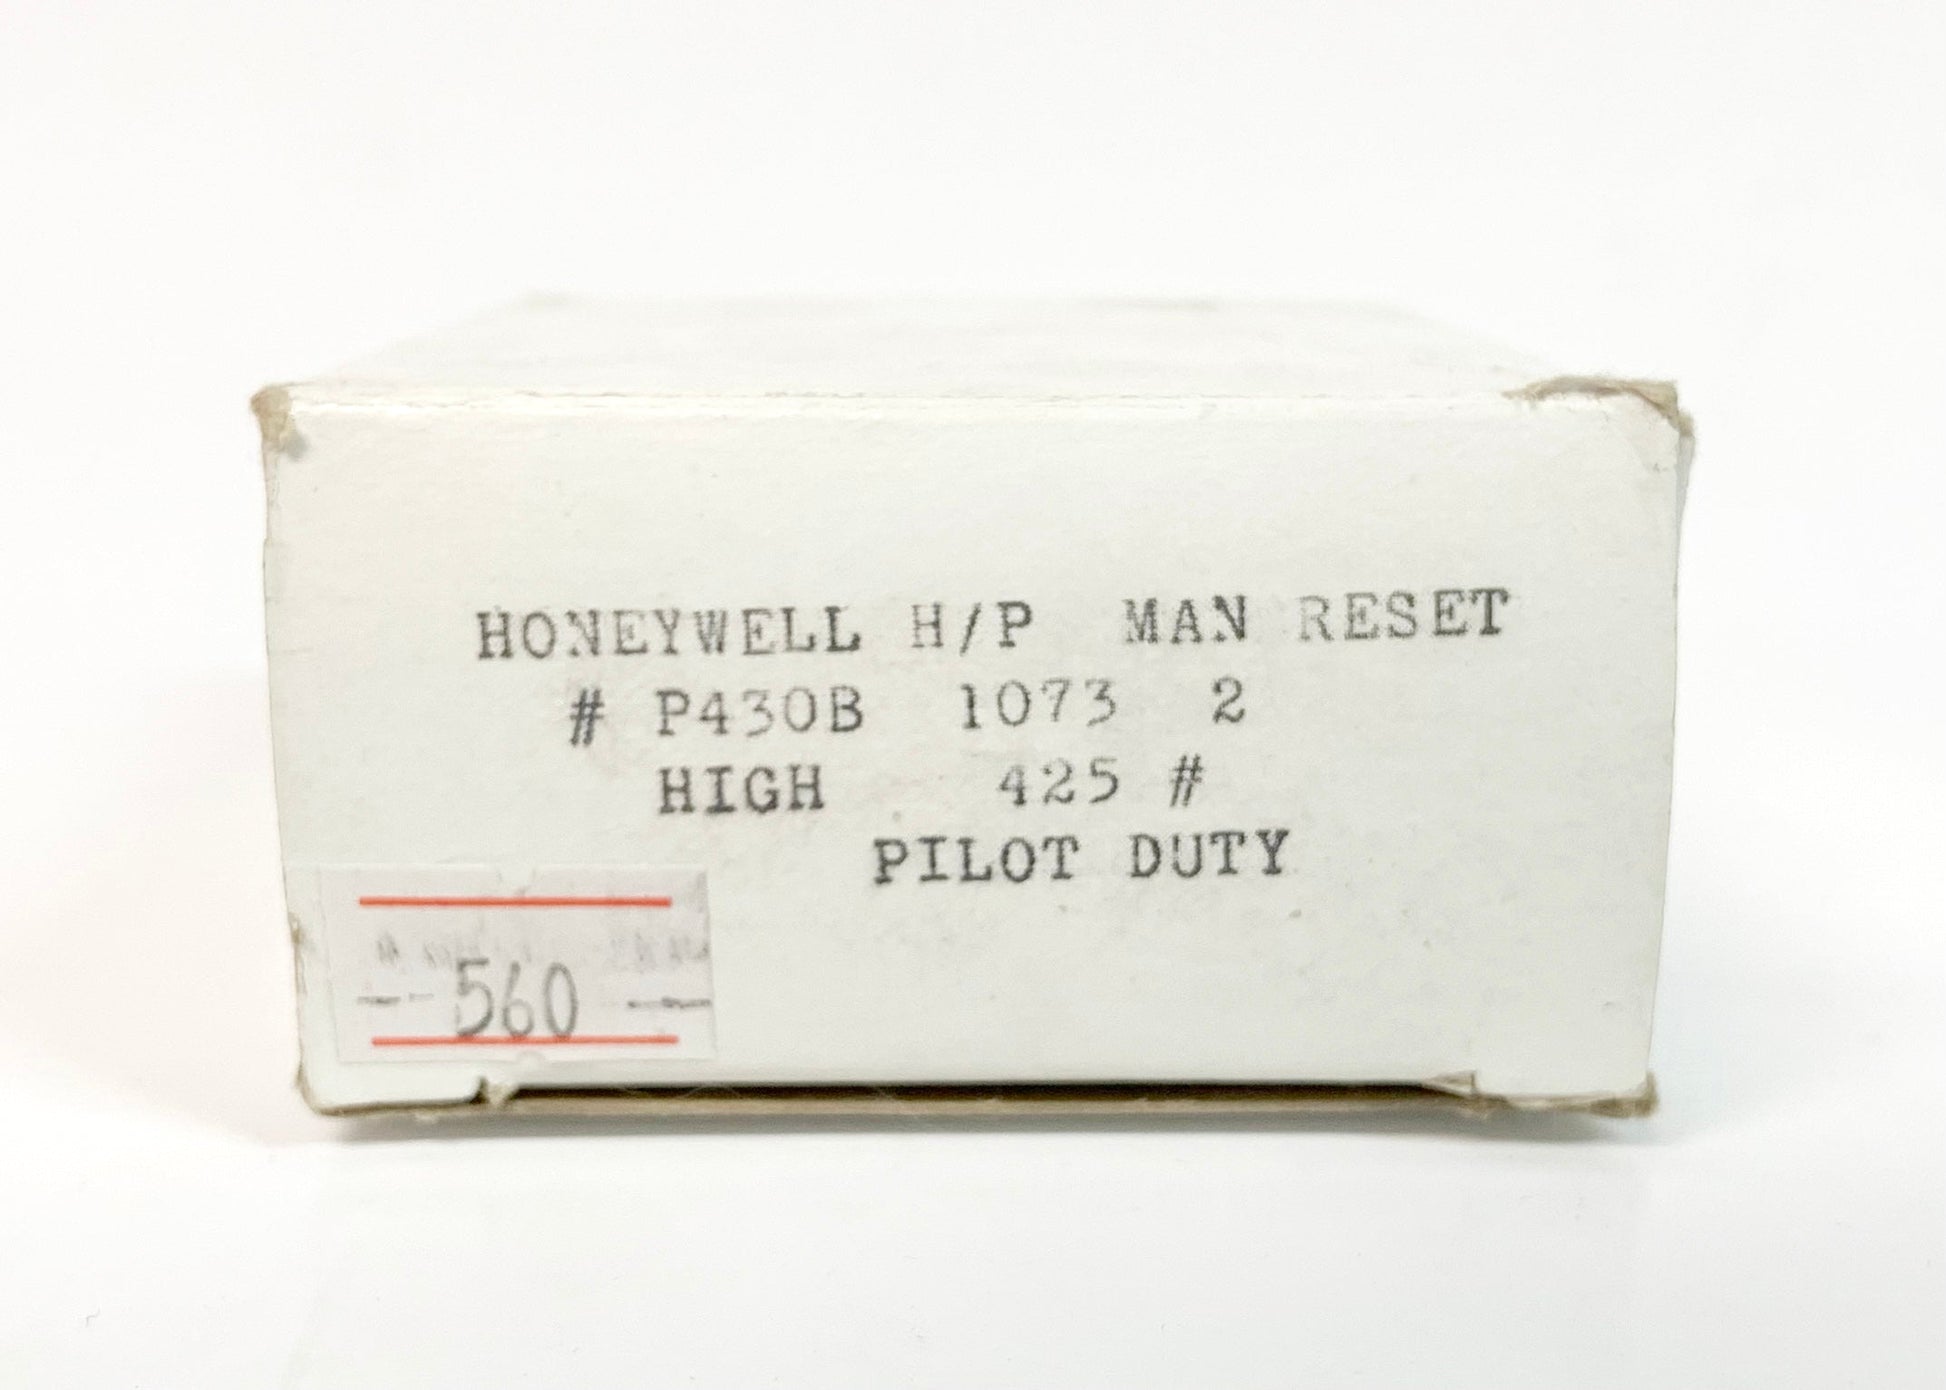 HONEYWELL H/P MAN RESET
# P430B 1073 2
HIGH 425 #
PILOT DUTY
560